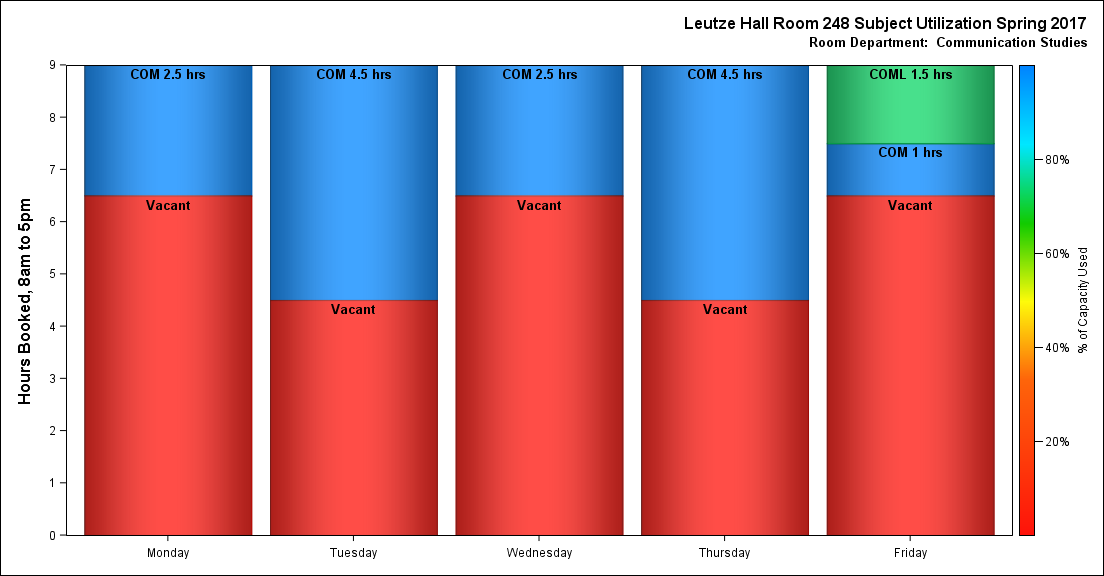 Leutze Hall Room 248 Subject Utilization Spring 2017
Room Department:  Communication Studies
Hours Booked, 8am to 5pm
9
8
7
6
5
4
3
2
1
0
COM 2.5 hrs
Vacant
COM 4.5 hrs
Vacant
COM 2.5 hrs
Vacant
COM 4.5 hrs
Vacant
COML 1.5 hrs
COM 1 hrs
Vacant
Monday
Tuesday
Wednesday
Thursday
Friday
80%
60%
40%
20%
% of Capacity Used